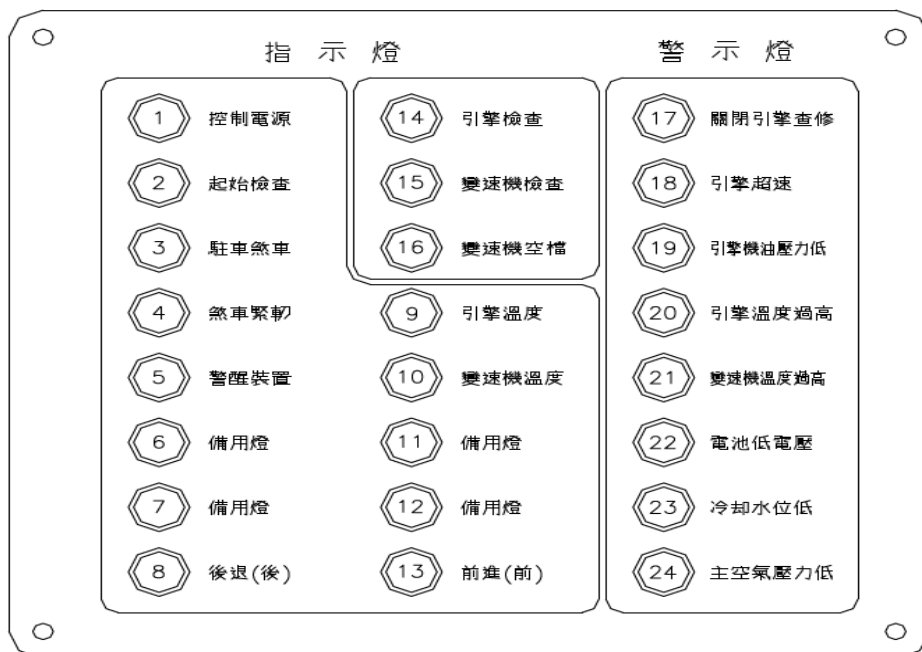 指示燈
警示燈
1 控制電源
2 起始檢查
3 駐車煞車
4 煞車緊軔
5 警醒裝置
6 備用燈
7 備用燈
8 後退(後)
14 引擎檢查
15 變速機檢查
16 變速機空檔
9 引擎溫度
10 變速機溫度
11 備用燈
12 備用燈
13 前進(前)
17 關閉引擎查修
18 引擎超速
19 引擎機油壓力低
20 引擎溫度過高
21 變速機溫度過高
22 電池低電壓
23 冷却水位低
24 主空氣壓力低